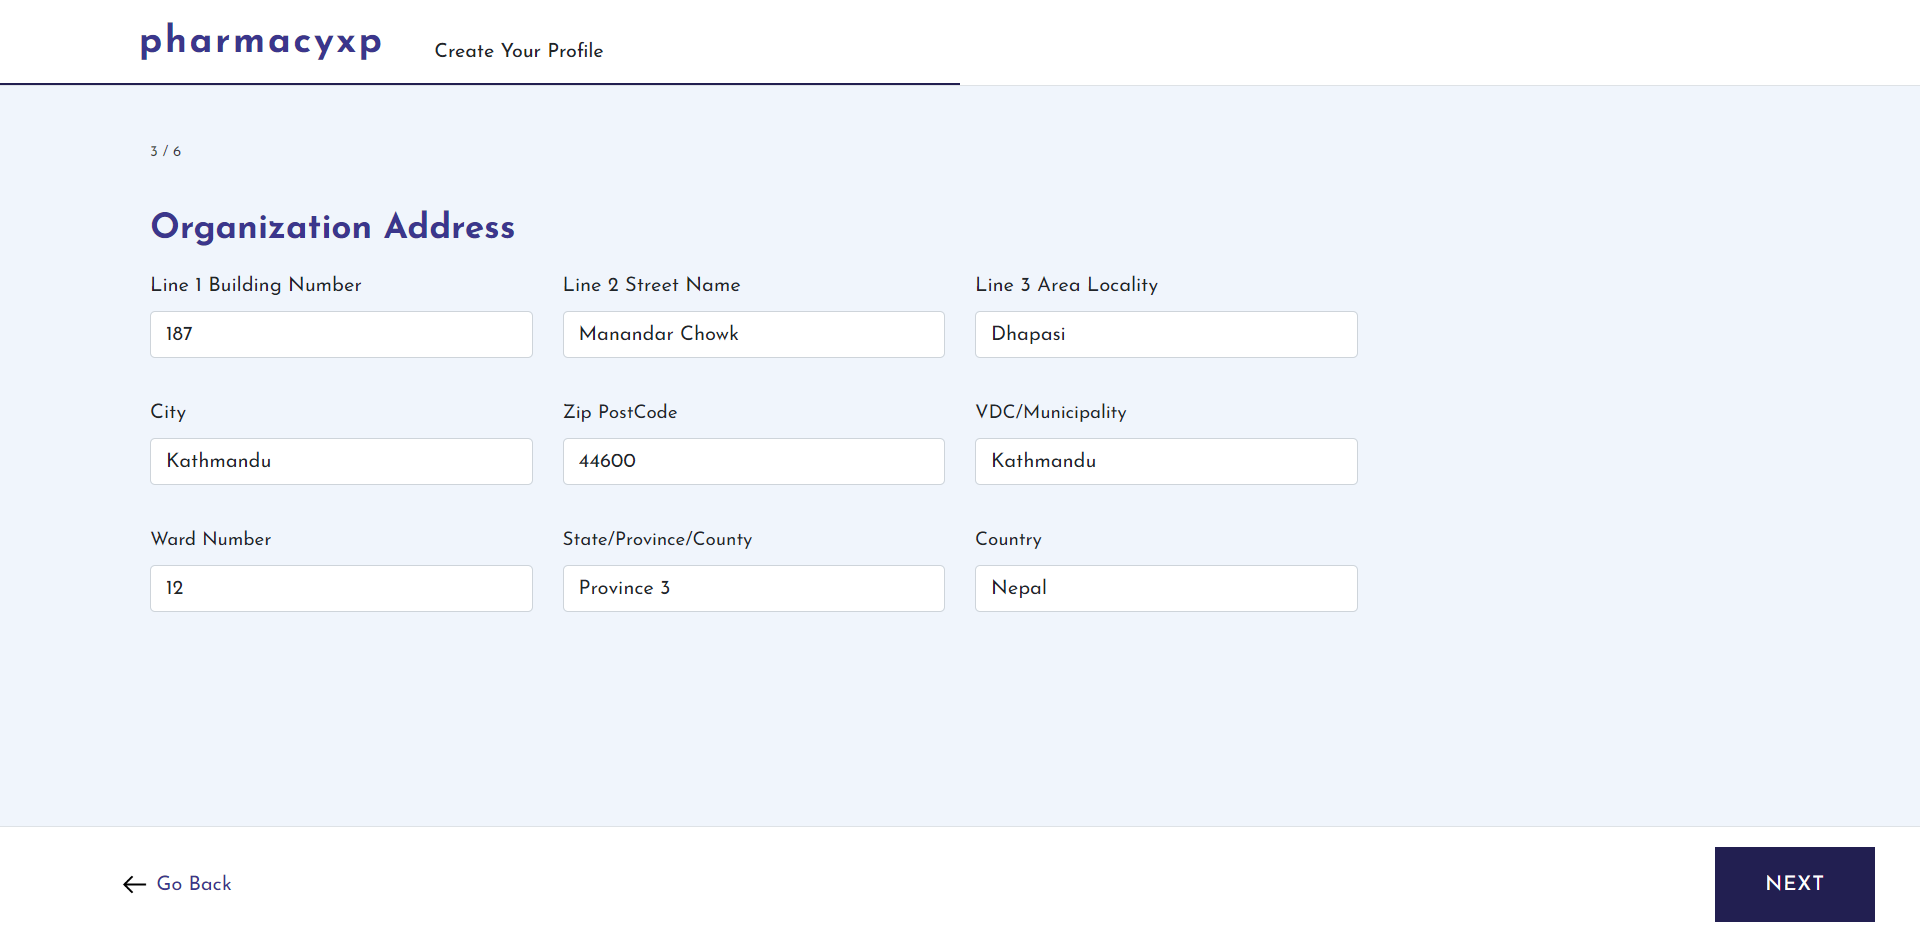 pharmacyxp Create Your Profile
3 / 6
Organization Address
Line 1 Building Number Line 2 Street Name Line 3 Area Locality
187 Manandar Chowk Dhapasi
City Zip PostCode VDC/Municipality
Kathmandu 44600 Kathmandu
Ward Number State/Province/County Country
12 Province 3 Nepal
Go Back NEXT